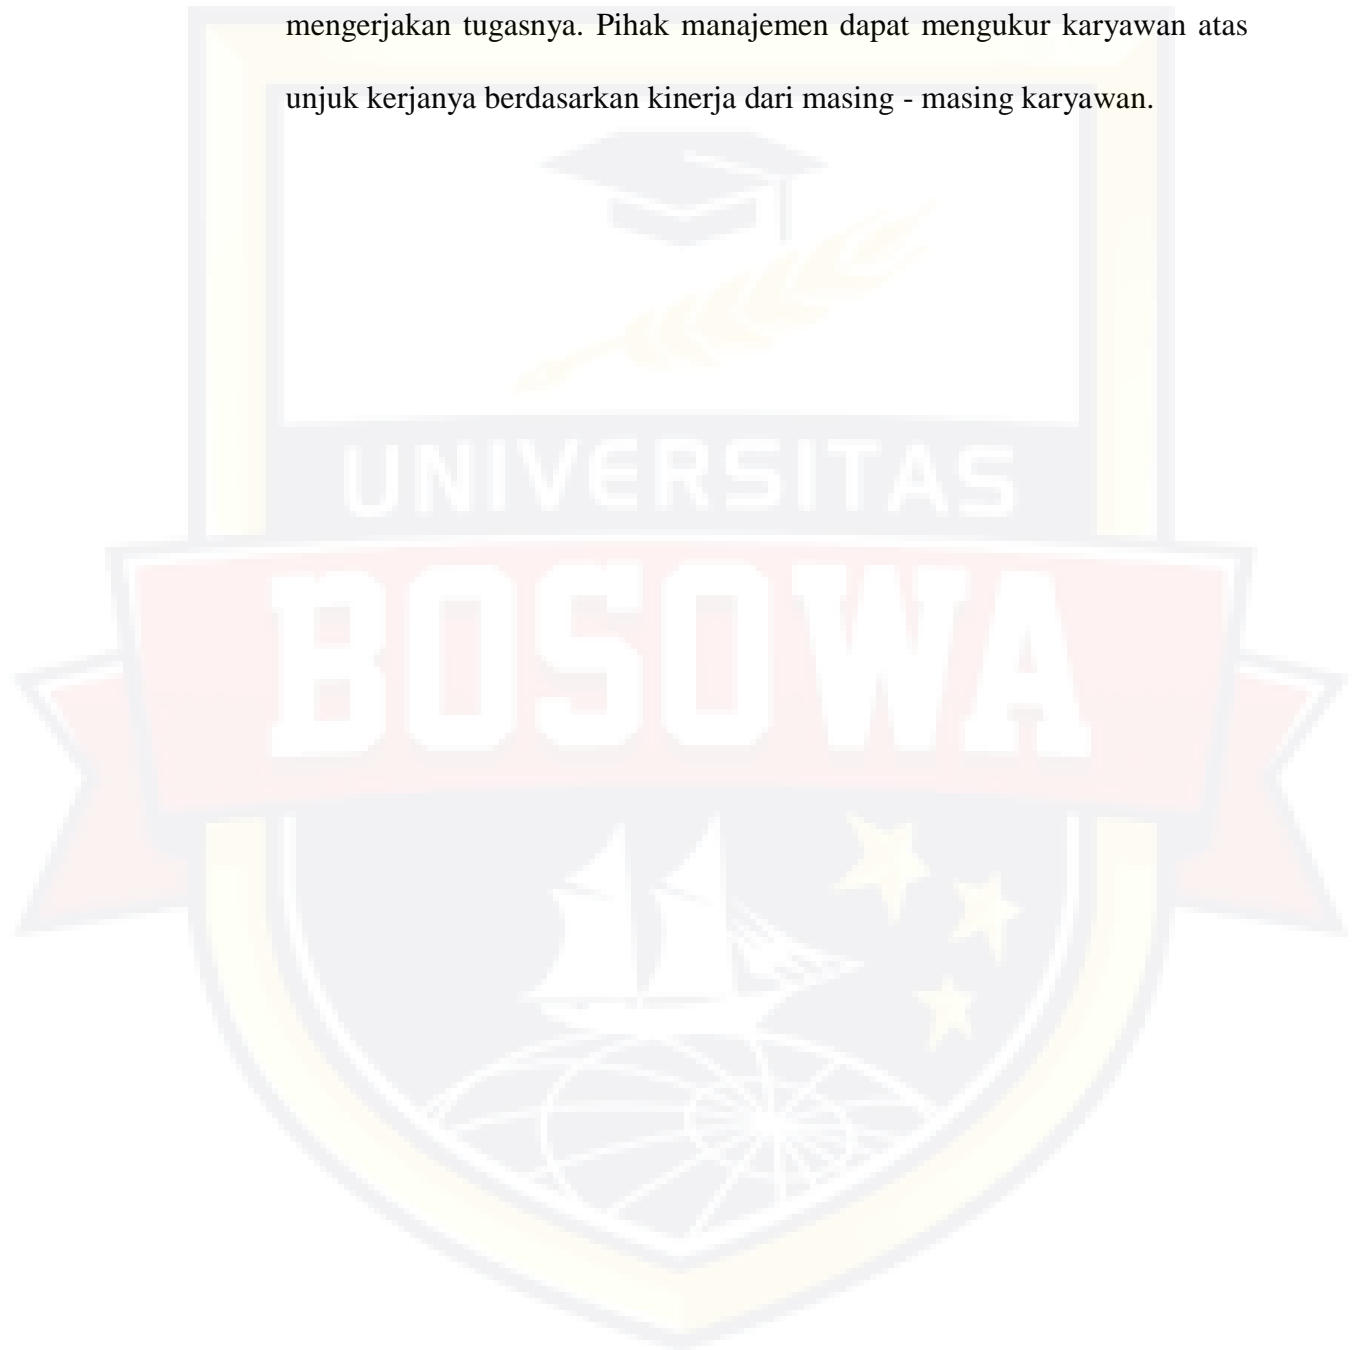 mengerjakan tugasnya. Pihak manajemen dapat mengukur karyawan atas
unjuk kerjanya berdasarkan kinerja dari masing - masing karyawan.
UNIVERSITAS
BOSOWA